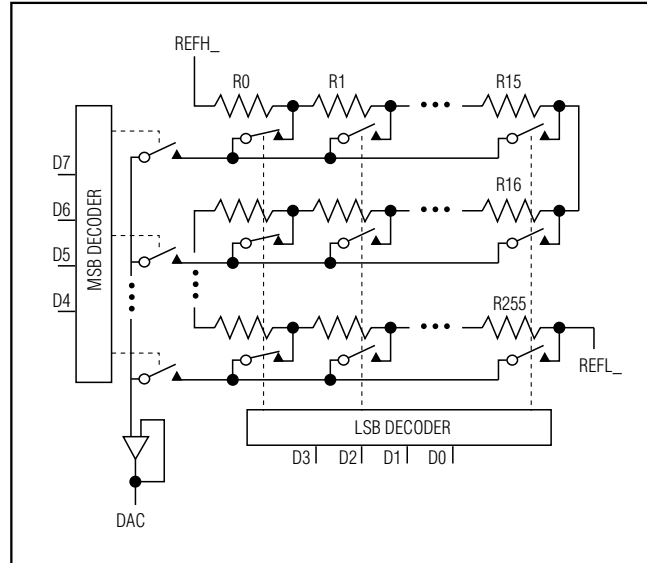 REFH_
R0
R1
R15
D7
D6
D5
D4
MSB DECODER
R16
R255
REFL_
LSB DECODER
D3
D2
D1
D0
DAC